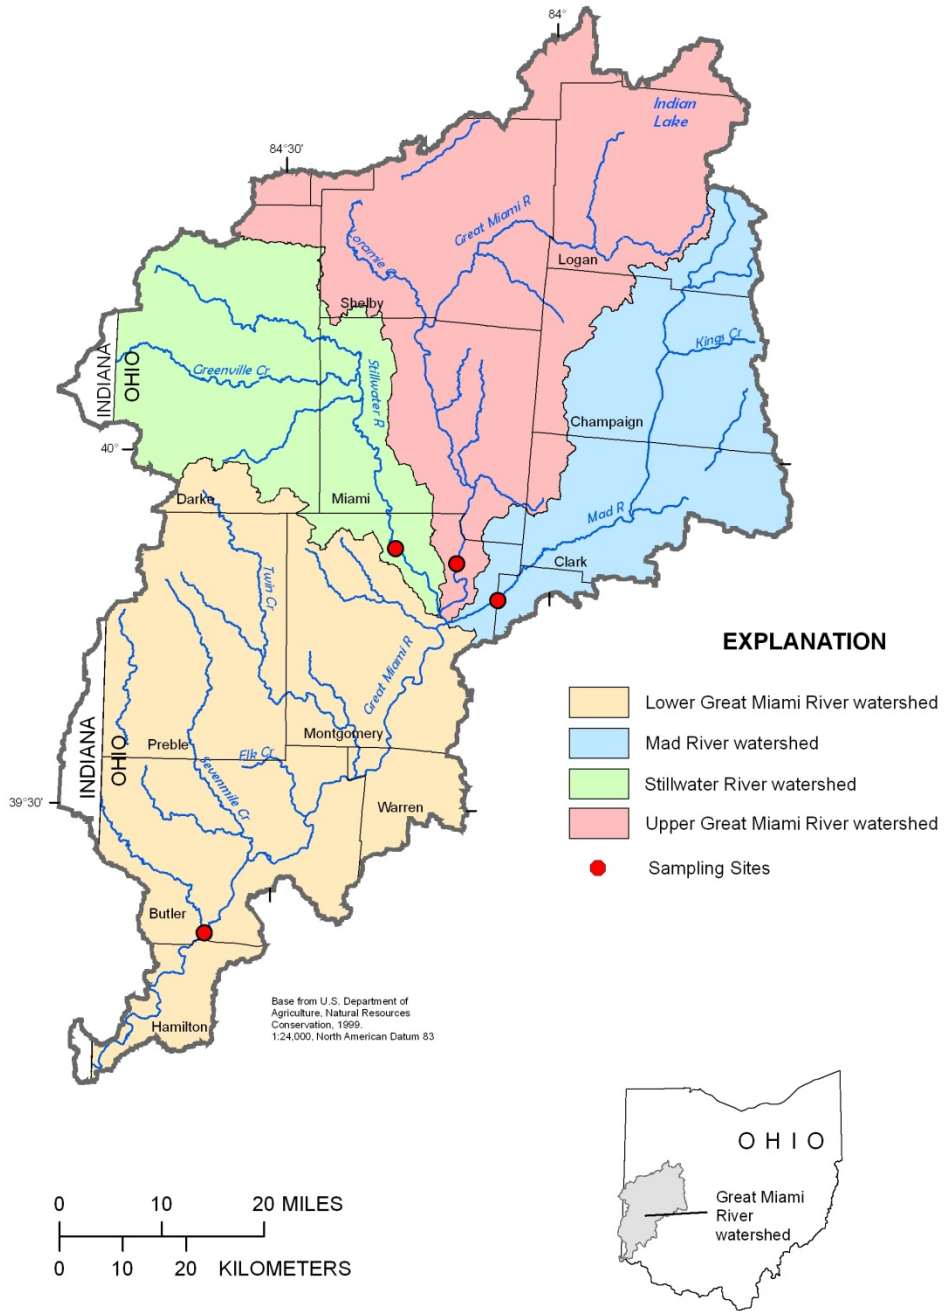 84°
Indian
Lake
84°30'
Great Miami R
Loramie C
Logan
Shelby
Kings Cr
INDIANA
OHIO
Greenville Cr
Stillwater R
Champaign
40°
Darke
Miami
Mad R
Clark
Twin Cr
EXPLANATION
Lower Great Miami River watershed
Mad River watershed
Stillwater River watershed
Upper Great Miami River watershed
Sampling Sites
Great Miami R
Montgomery
INDIANA
OHIO
Preble
Elk Cr
Sevenmile Cr
39°30'
Warren
Butler
Hamilton
Base from U.S. Department of
Agriculture, Natural Resources
Conservation, 1999.
1:24,000, North American Datum 83
OHIO
Great Miami
River
watershed
0 10 20 MILES
0 10 20 KILOMETERS